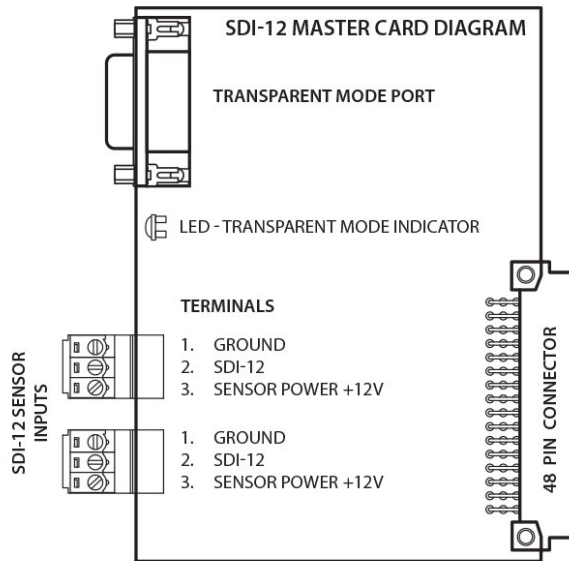 SDI-12 MASTER CARD DIAGRAM
TRANSPARENT MODE PORT
LED - TRANSPARENT MODE INDICATOR
TERMINALS
1. GROUND
2. SDI-12
3. SENSOR POWER +12V
1. GROUND
2. SDI-12
3. SENSOR POWER +12V
SDI-12 SENSOR
INPUTS
48 PIN CONNECTOR